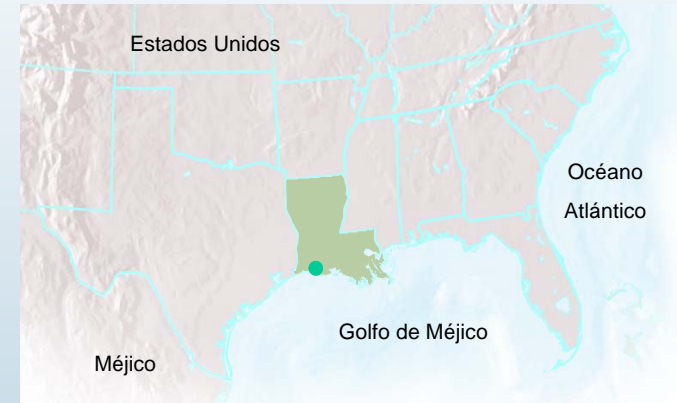 Estados Unidos
Océano
Atlántico
Golfo de Méjico
Méjico